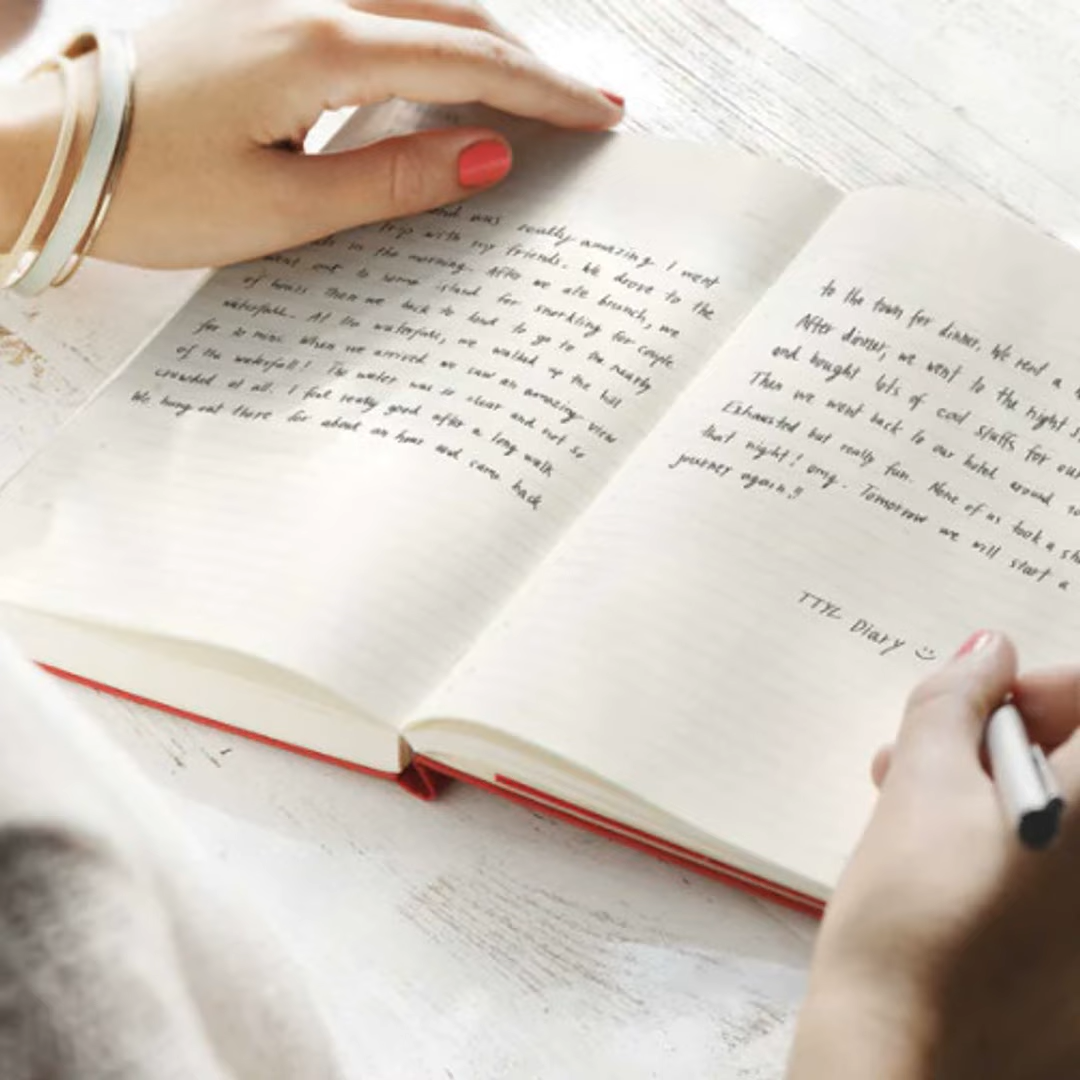 was really amazing. I went
trip with my friends. We drove to the
in the morning. After we ate brunch, we
went out to some island for snorkling for couple
of hours. Then we back to land to go to the nearby
waterfall. At the waterfall, we walked up the hill
for 20 mins. When we arrived we saw an amazing view
of the waterfall! The water was so clear and not so
crowded at all. I feel really good after a long walk.
We hung out there for about an hour and came back
to the town for dinner. We rent a
After dinner, we went to the night
and bought lots of cool stuffs for our
Then we went back to our hotel around
Exhausted but really fun. None of us took a
that night! omg. Tomorrow we will start a
journey again!!
TTYL Diary :)